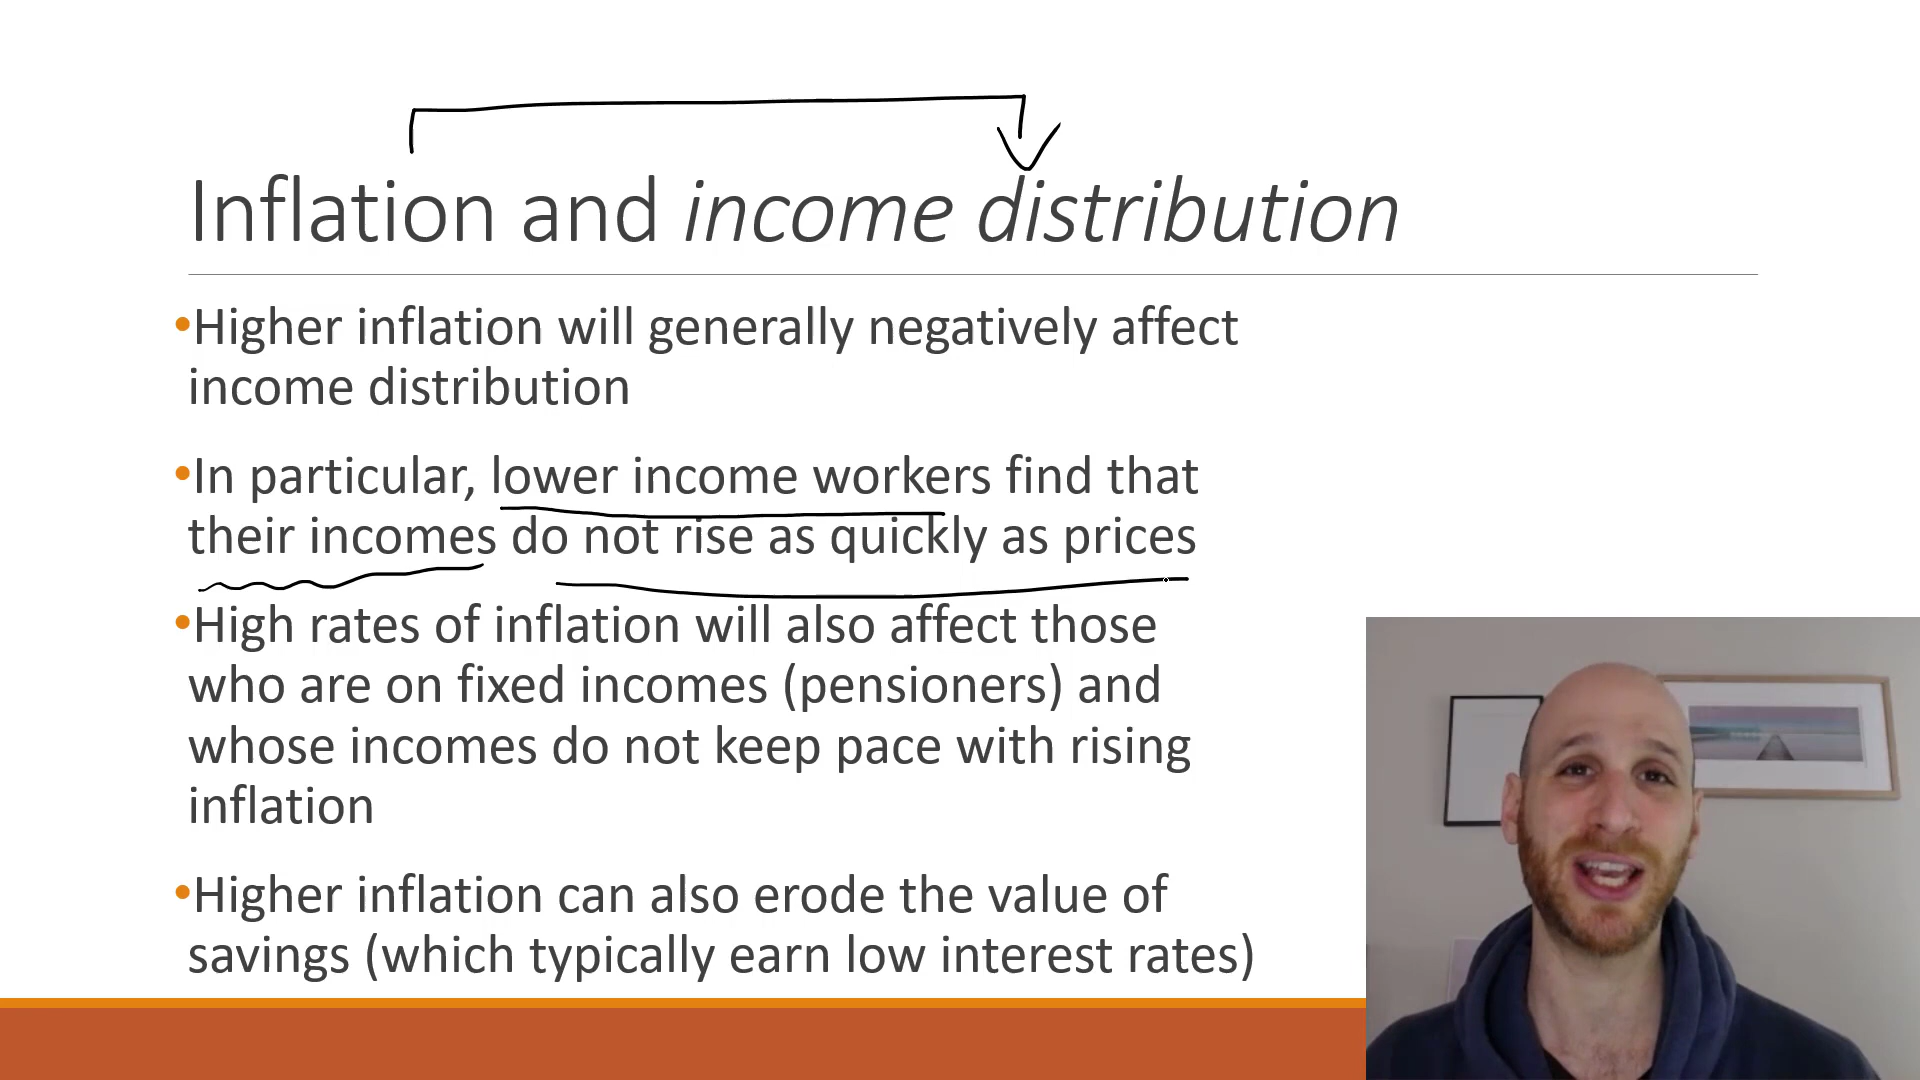 Inflation and income distribution
•Higher inflation will generally negatively affect
income distribution
•In particular, lower income workers find that
their incomes do not rise as quickly as prices
•High rates of inflation will also affect those
who are on fixed incomes (pensioners) and
whose incomes do not keep pace with rising
inflation
•Higher inflation can also erode the value of
savings (which typically earn low interest rates)